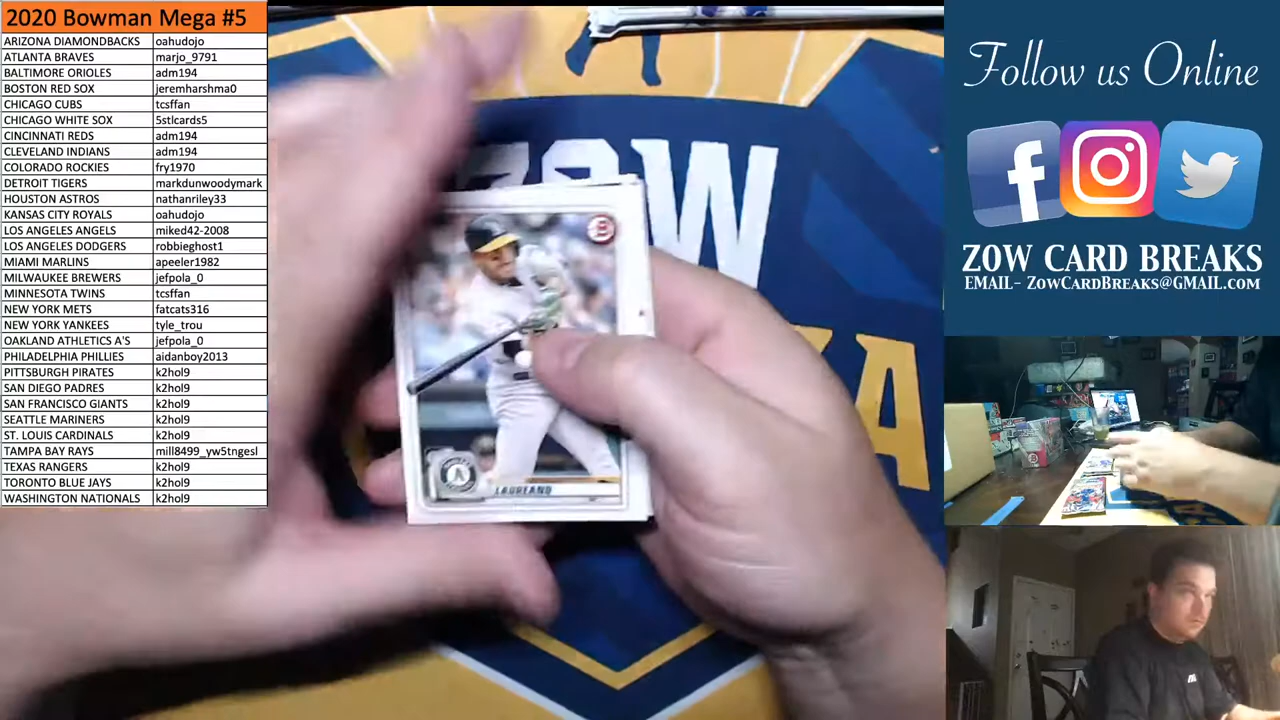 2020 Bowman Mega #5
ARIZONA DIAMONDBACKS oahudojo
ATLANTA BRAVES marjo_9791
BALTIMORE ORIOLES adm194
BOSTON RED SOX jeremharshma0
CHICAGO CUBS tcsffan
CHICAGO WHITE SOX 5stlcards5
CINCINNATI REDS adm194
CLEVELAND INDIANS adm194
COLORADO ROCKIES fry1970
DETROIT TIGERS markdunwoodymark
HOUSTON ASTROS nathanriley33
KANSAS CITY ROYALS oahudojo
LOS ANGELES ANGELS miked42-2008
LOS ANGELES DODGERS robbieghost1
MIAMI MARLINS apeeler1982
MILWAUKEE BREWERS jefpola_0
MINNESOTA TWINS tcsffan
NEW YORK METS fatcats316
NEW YORK YANKEES tyle_trou
OAKLAND ATHLETICS A'S jefpola_0
PHILADELPHIA PHILLIES aidanboy2013
PITTSBURGH PIRATES k2hol9
SAN DIEGO PADRES k2hol9
SAN FRANCISCO GIANTS k2hol9
SEATTLE MARINERS k2hol9
ST. LOUIS CARDINALS k2hol9
TAMPA BAY RAYS mill8499_yw5tngesl
TEXAS RANGERS k2hol9
TORONTO BLUE JAYS k2hol9
WASHINGTON NATIONALS k2hol9
ZOW
KA
B
A
LAUREANO
Follow us Online
f
ZOW CARD BREAKS
EMAIL- ZowCardBreaks@gmail.com